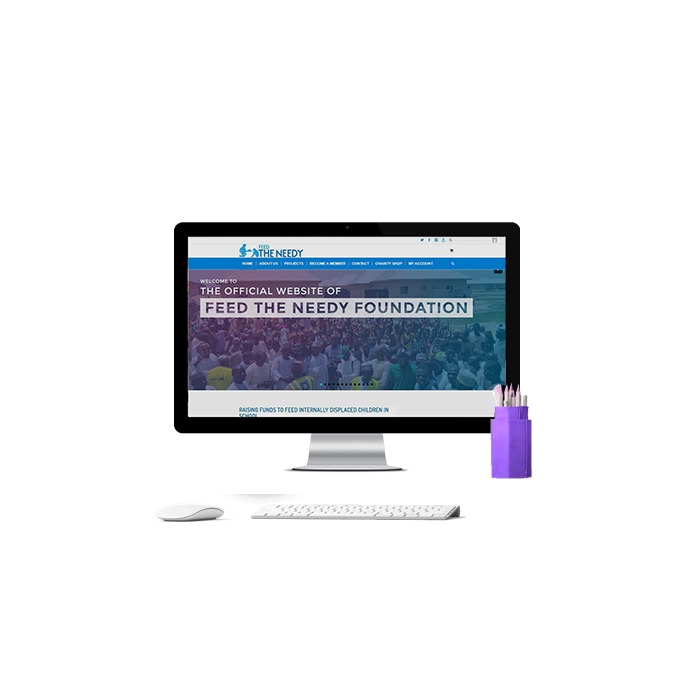 FEED
THE NEEDY
HOME | ABOUT US | PROJECTS | BECOME A MEMBER | CONTACT | CHARITY SHOP | MY ACCOUNT
WELCOME TO
THE OFFICIAL WEBSITE OF
FEED THE NEEDY FOUNDATION
RAISING FUNDS TO FEED INTERNALLY DISPLACED CHILDREN IN
SCHOOL